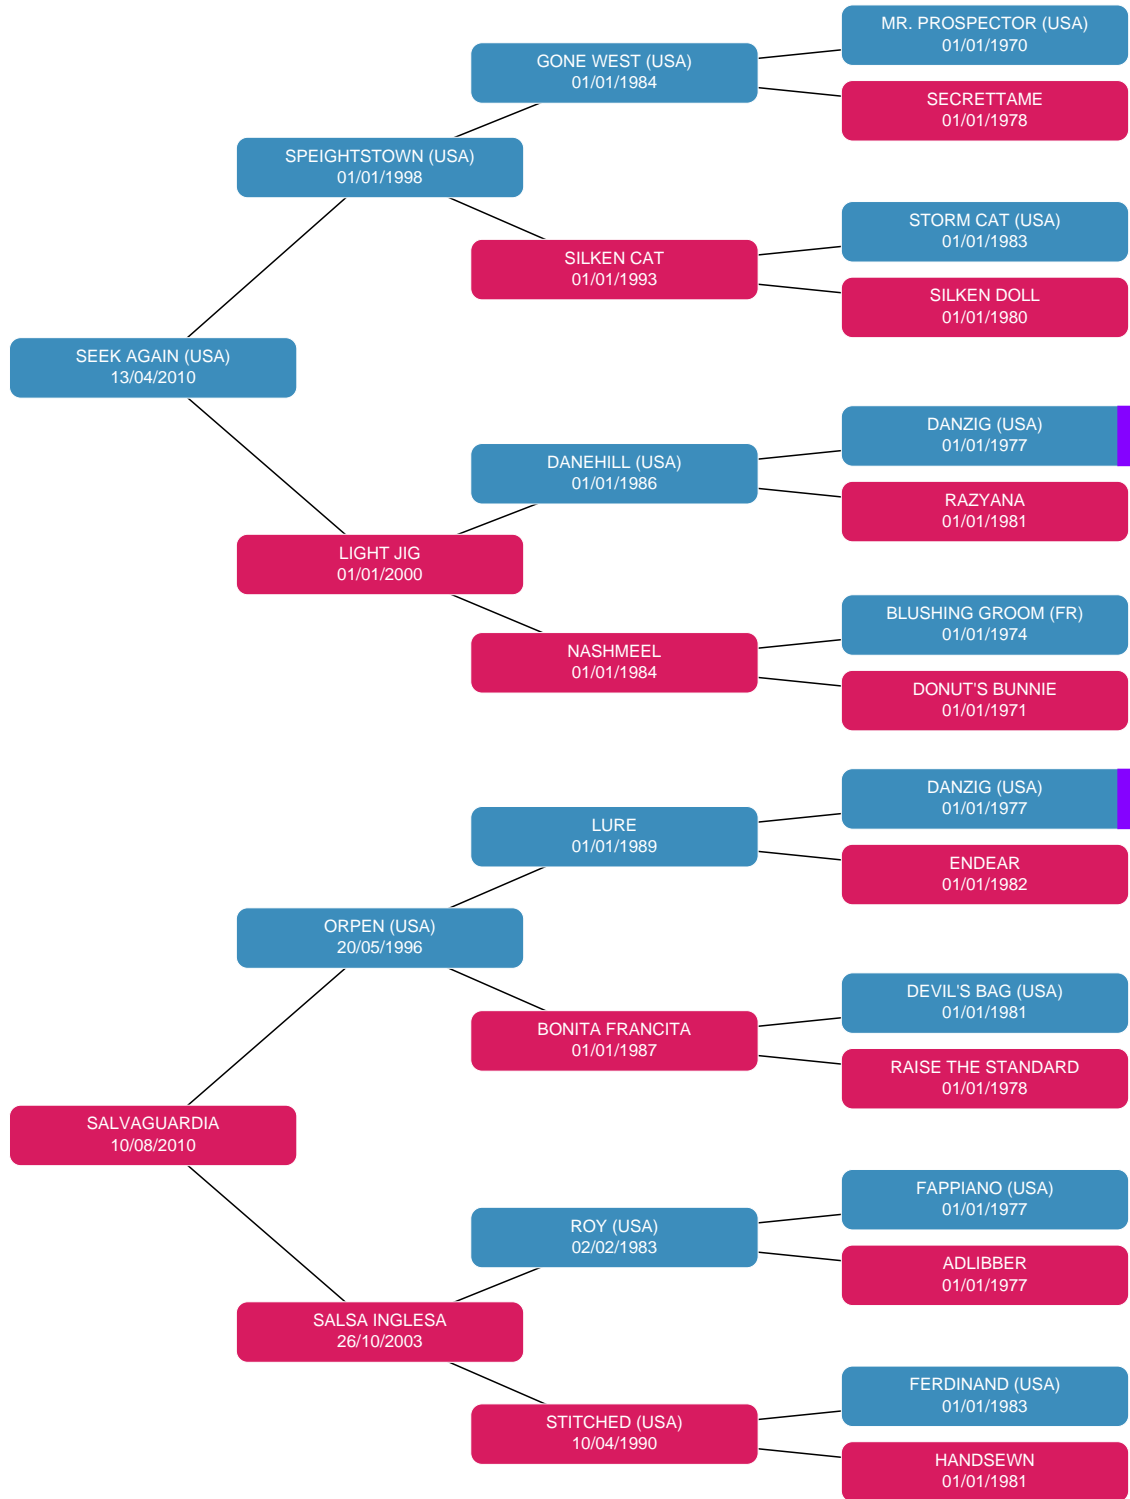 MR. PROSPECTOR (USA)
01/01/1970
GONE WEST (USA)
01/01/1984
SECRETTAME
01/01/1978
SPEIGHTSTOWN (USA)
01/01/1998
STORM CAT (USA)
01/01/1983
SILKEN CAT
01/01/1993
SILKEN DOLL
01/01/1980
SEEK AGAIN (USA)
13/04/2010
DANZIG (USA)
01/01/1977
DANEHILL (USA)
01/01/1986
RAZYANA
01/01/1981
LIGHT JIG
01/01/2000
BLUSHING GROOM (FR)
01/01/1974
NASHMEEL
01/01/1984
DONUT'S BUNNIE
01/01/1971
DANZIG (USA)
01/01/1977
LURE
01/01/1989
ENDEAR
01/01/1982
ORPEN (USA)
20/05/1996
DEVIL'S BAG (USA)
01/01/1981
BONITA FRANCITA
01/01/1987
RAISE THE STANDARD
01/01/1978
SALVAGUARDIA
10/08/2010
FAPPIANO (USA)
01/01/1977
ROY (USA)
02/02/1983
ADLIBBER
01/01/1977
SALSA INGLESA
26/10/2003
FERDINAND (USA)
01/01/1983
STITCHED (USA)
10/04/1990
HANDSEWN
01/01/1981